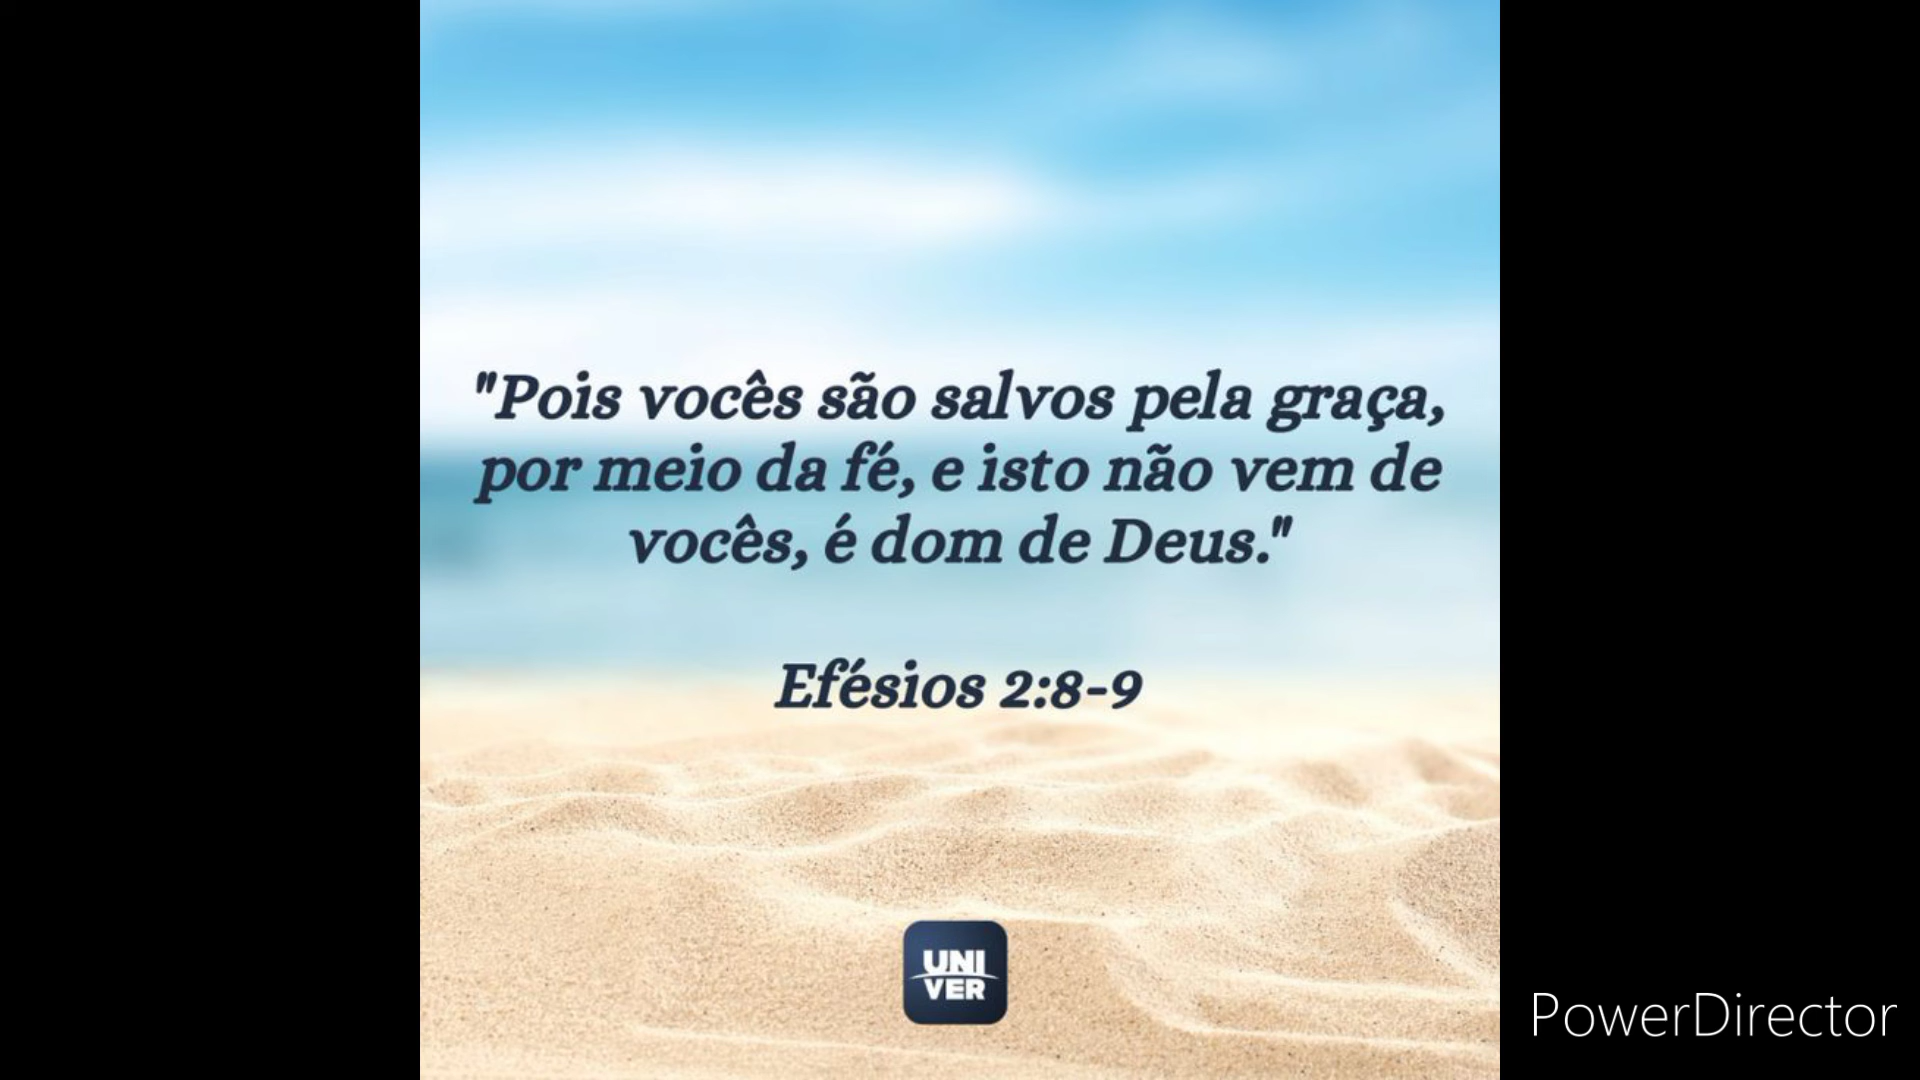 "Pois vocês são salvos pela graça,
por meio da fé, e isto não vem de
vocês, é dom de Deus."
Efésios 2:8-9
UNI
VER
PowerDirector